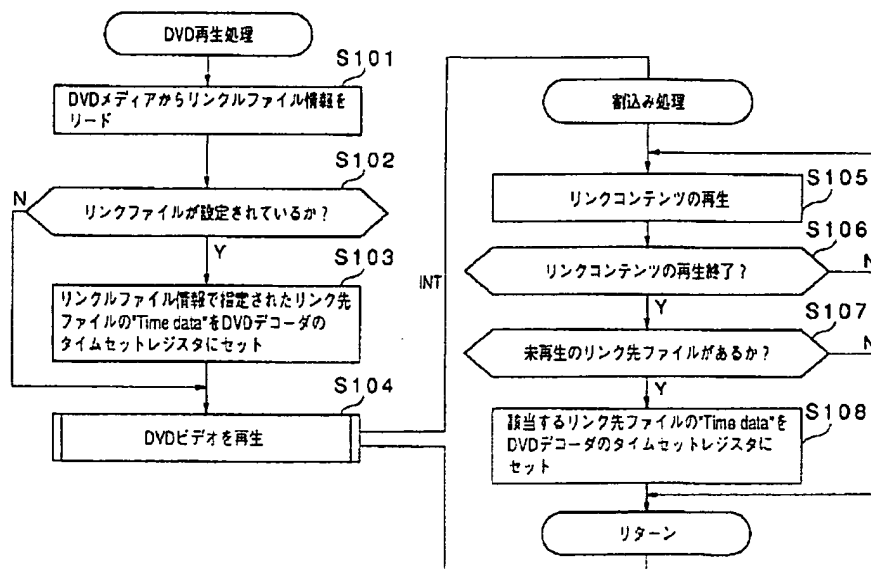 DVD再生処理
S101
DVDメディアからリンクルファイル情報を
リード
S102
リンクファイルが設定されているか？
N
Y
S103
リンクルファイル情報で指定されたリンク先
ファイルの"Time data"をDVDデコーダの
タイムセットレジスタにセット
S104
DVDビデオを再生
INT
割込み処理
S105
リンクコンテンツの再生
S106
リンクコンテンツの再生終了？
N
Y
S107
未再生のリンク先ファイルがあるか？
N
Y
S108
該当するリンク先ファイルの"Time data"を
DVDデコーダのタイムセットレジスタに
セット
リターン